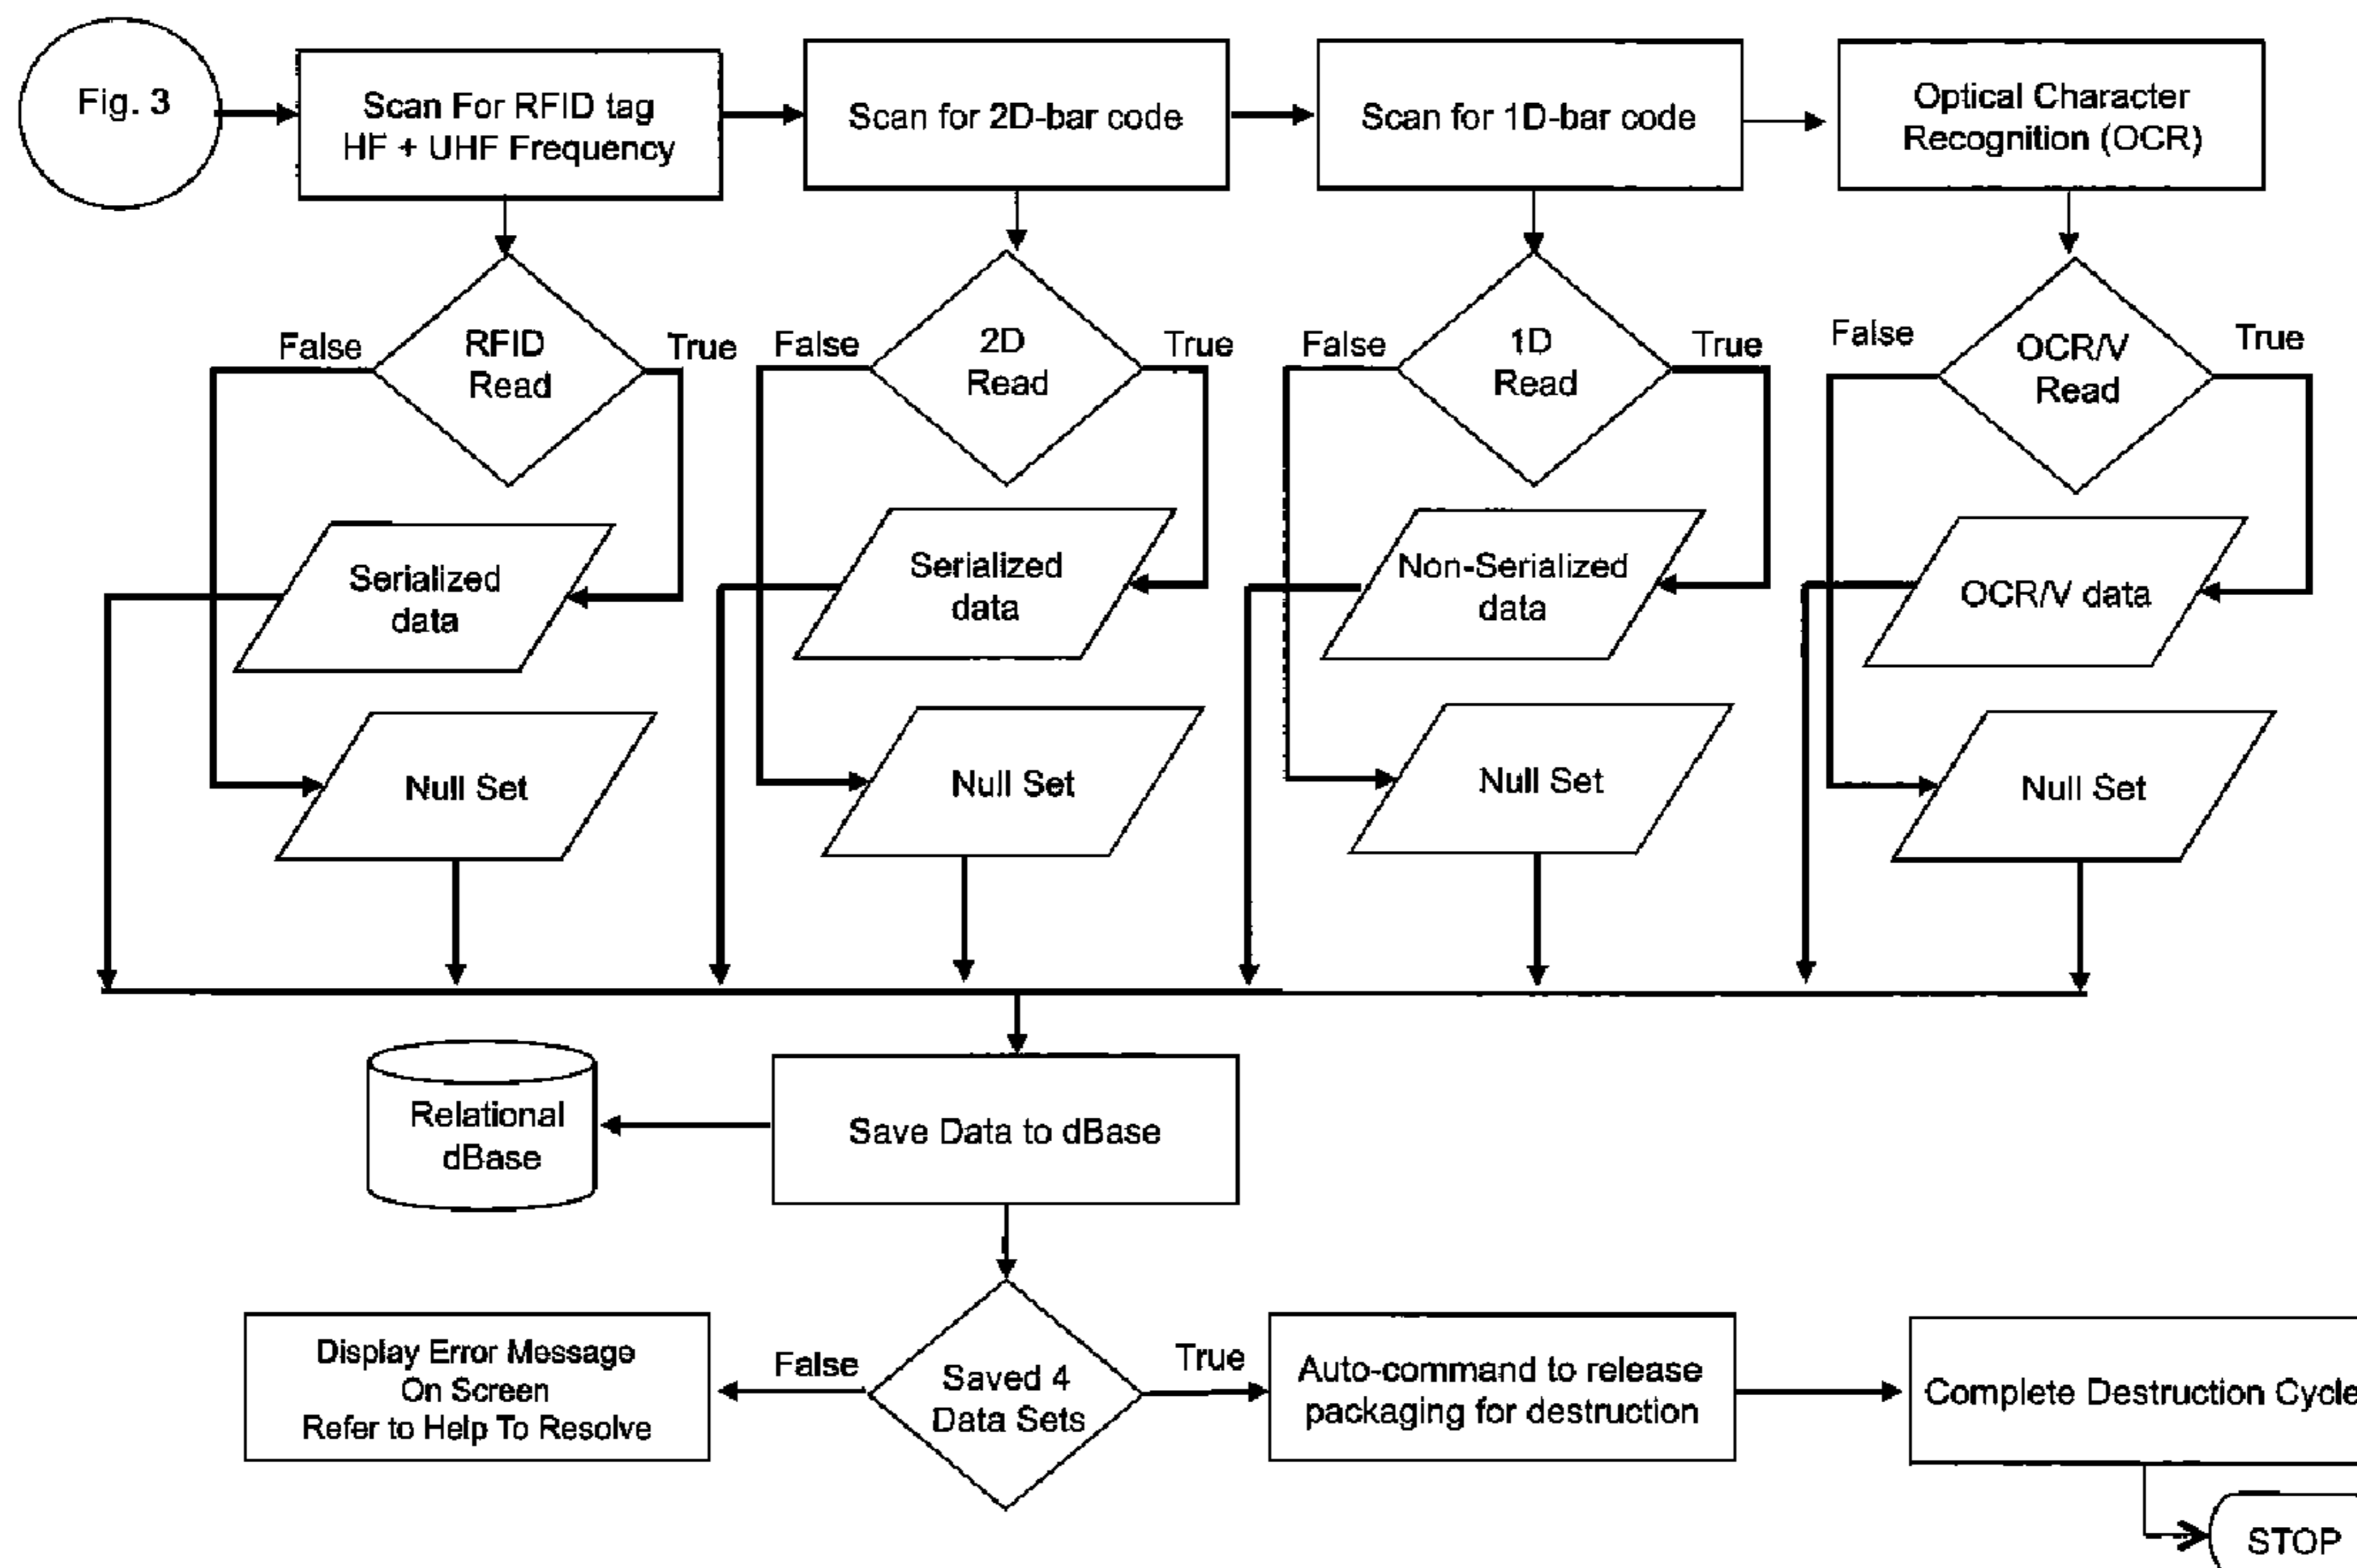 Fig. 3
Scan For RFID tag
HF + UHF Frequency
Scan for 2D-bar code
Scan for 1D-bar code
Optical Character
Recognition (OCR)
False
RFID
Read
True
False
2D
Read
True
False
1D
Read
True
False
OCR/V
Read
True
Serialized
data
Serialized
data
Non-Serialized
data
OCR/V data
Null Set
Null Set
Null Set
Null Set
Relational
dBase
Save Data to dBase
Display Error Message
On Screen
Refer to Help To Resolve
False
Saved 4
Data Sets
True
Auto-command to release
packaging for destruction
Complete Destruction Cycle
STOP